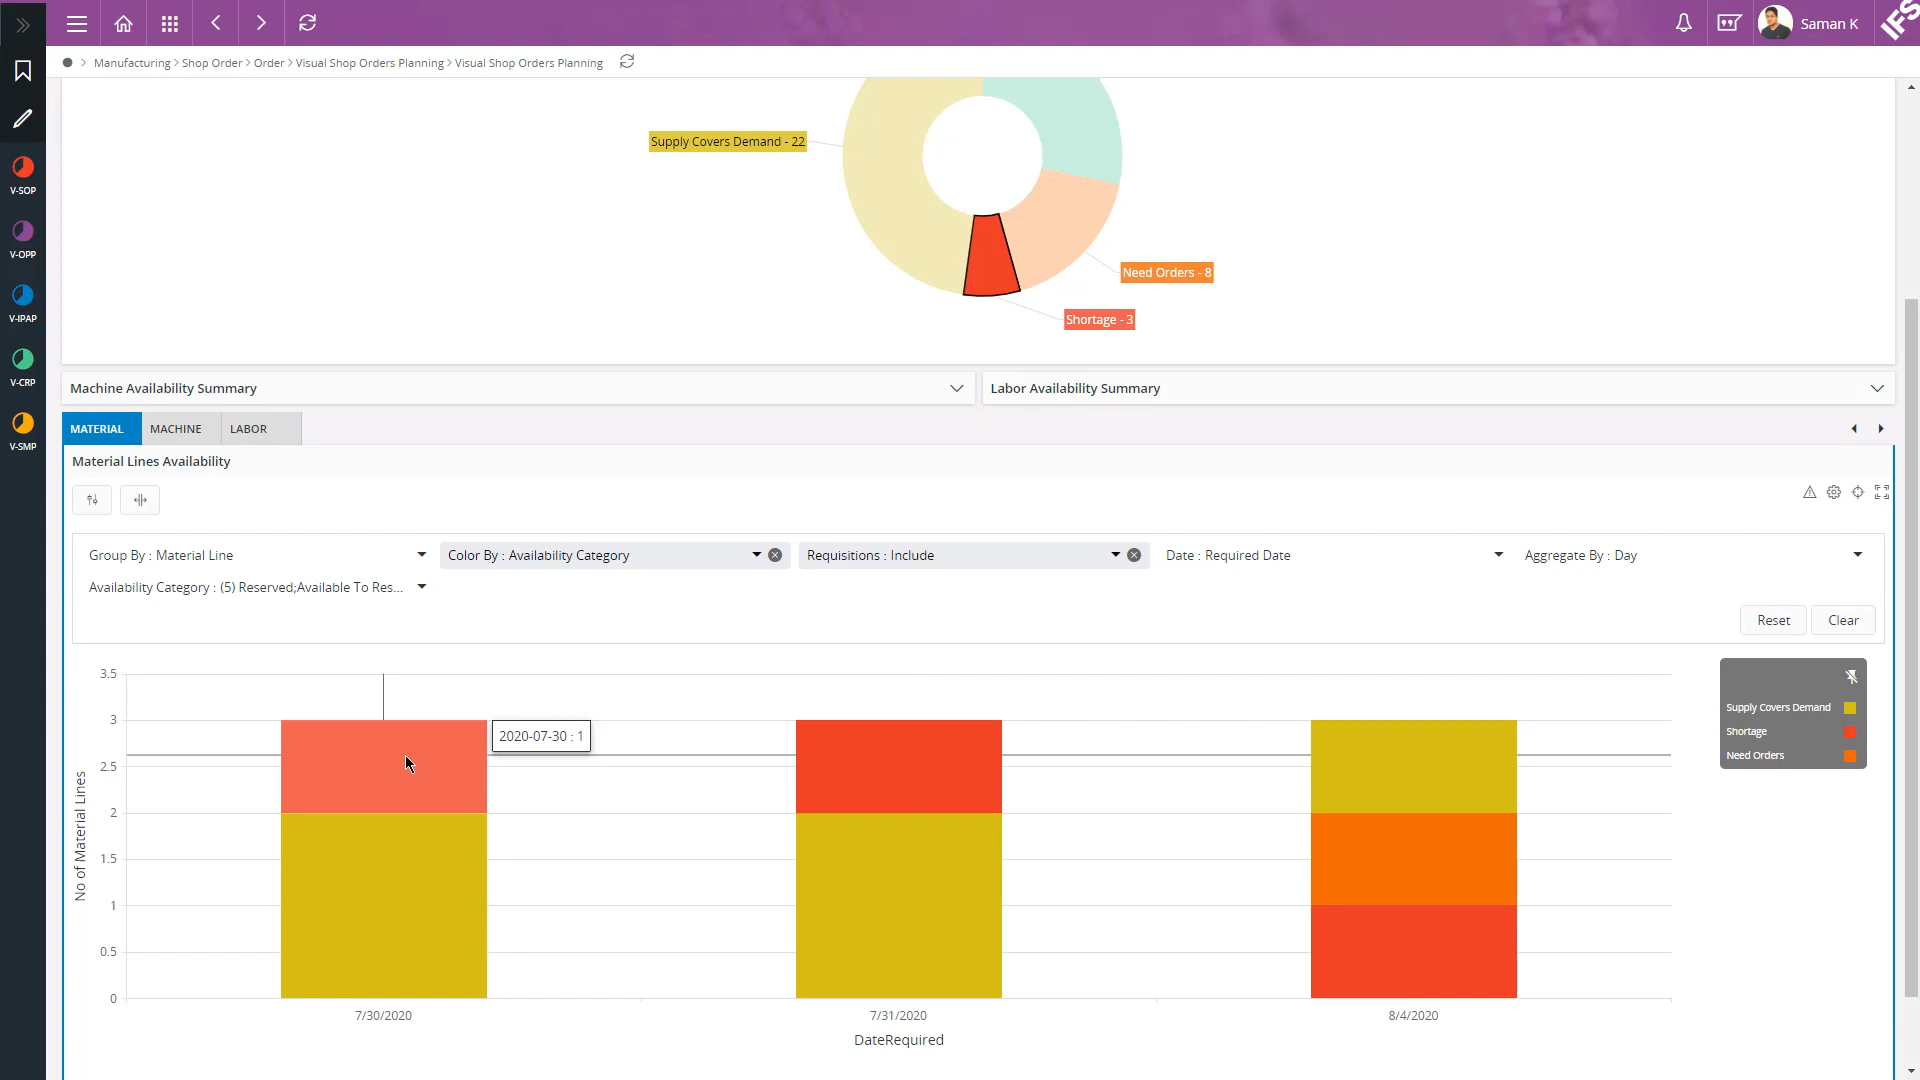 Saman K
IFS
Manufacturing > Shop Order > Order > Visual Shop Orders Planning > Visual Shop Orders Planning
V-SOP
V-OPP
V-IPAP
V-CRP
V-SMP
Supply Covers Demand - 22
Need Orders - 8
Shortage - 3
Machine Availability Summary
Labor Availability Summary
MATERIAL
MACHINE
LABOR
Material Lines Availability
Group By : Material Line
Color By : Availability Category
Requisitions : Include
Date : Required Date
Aggregate By : Day
Availability Category : (5) Reserved;Available To Res...
Reset
Clear
3.5
3
2.5
2
1.5
1
0.5
0
No of Material Lines
2020-07-30 : 1
Supply Covers Demand
Shortage
Need Orders
7/30/2020
7/31/2020
8/4/2020
DateRequired